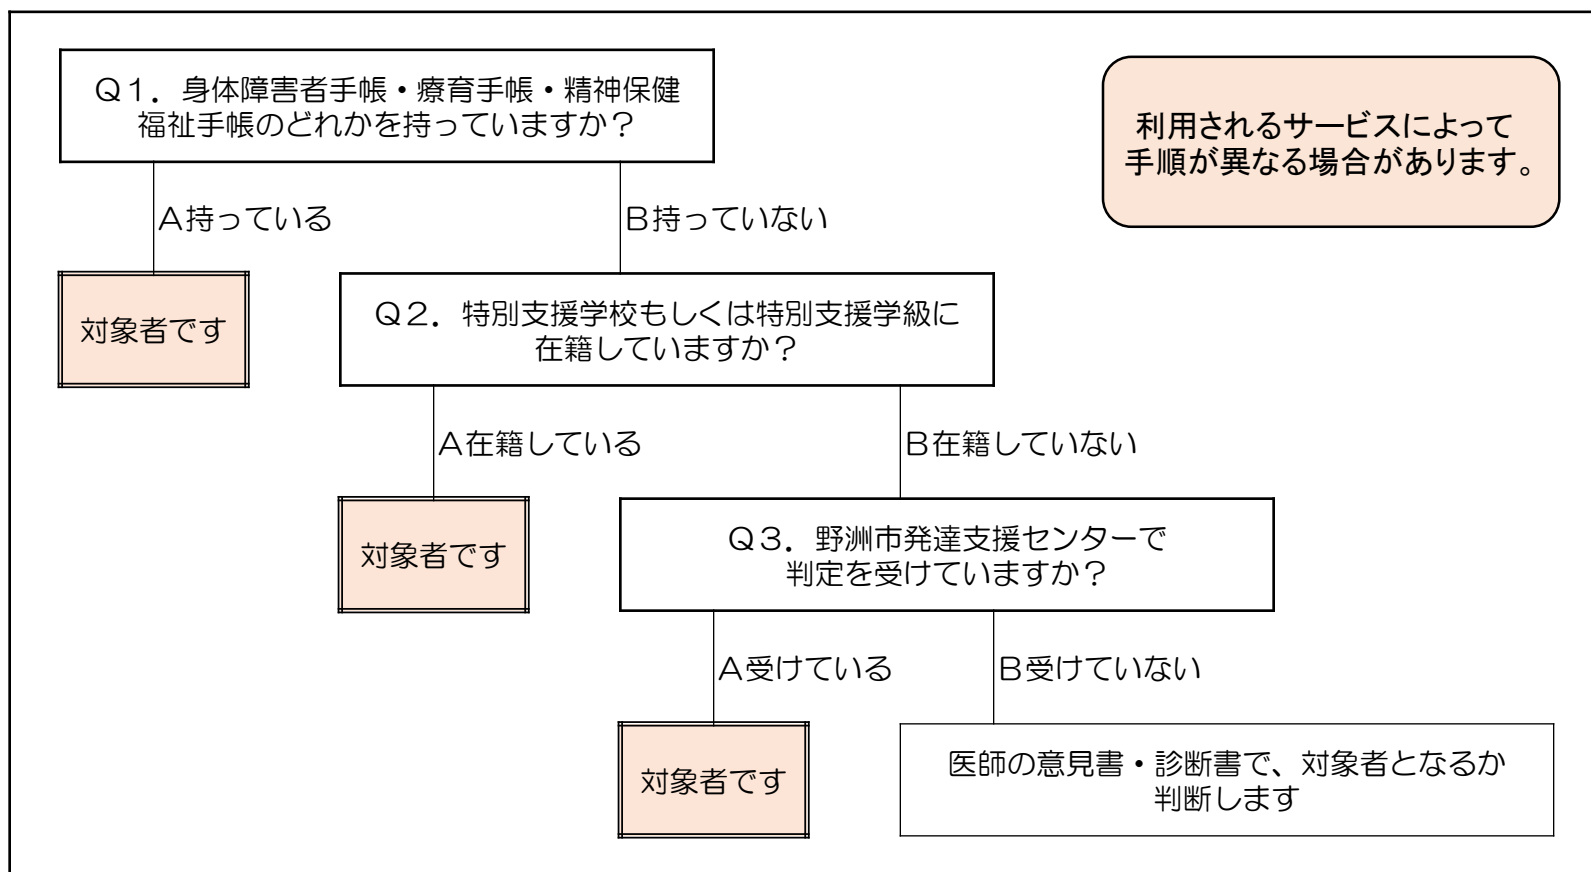 Ｑ１．身体障害者手帳・療育手帳・精神保健
福祉手帳のどれかを持っていますか？
利用されるサービスによって
手順が異なる場合があります。
Ａ持っている
Ｂ持っていない
対象者です
Ｑ２．特別支援学校もしくは特別支援学級に
在籍していますか？
Ａ在籍している
Ｂ在籍していない
対象者です
Ｑ３．野洲市発達支援センターで
判定を受けていますか？
Ａ受けている
Ｂ受けていない
対象者です
医師の意見書・診断書で、対象者となるか
判断します